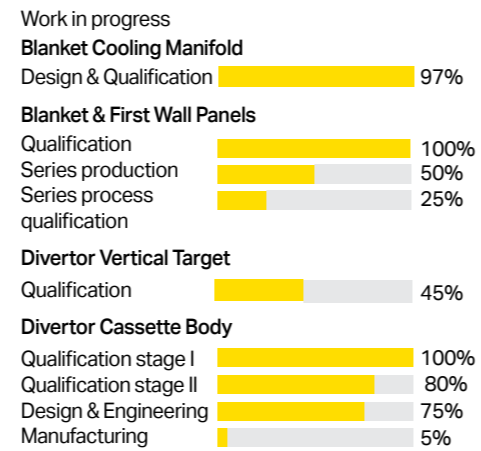 Work in progress
Blanket Cooling Manifold
Design & Qualification 97%
Blanket & First Wall Panels
Qualification 100%
Series production 50%
Series process 25%
qualification
Divertor Vertical Target
Qualification 45%
Divertor Cassette Body
Qualification stage I 100%
Qualification stage II 80%
Design & Engineering 75%
Manufacturing 5%